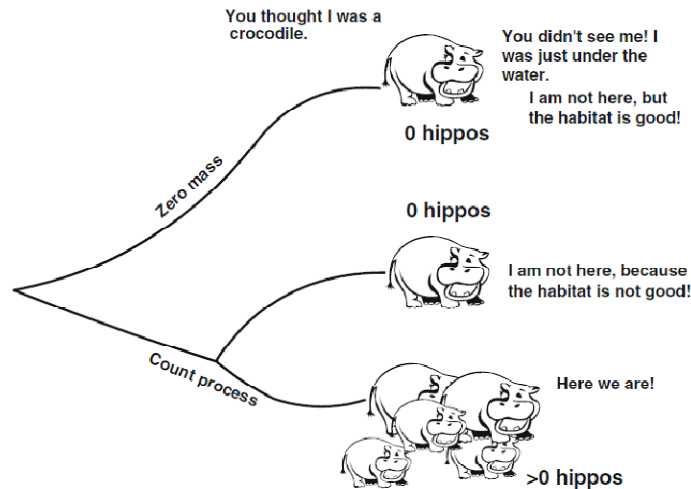 You thought I was a
crocodile.
You didn't see me! I
was just under the
water.
I am not here, but
the habitat is good!
0 hippos
Zero mass
0 hippos
I am not here, because
the habitat is not good!
Count process
Here we are!
>0 hippos